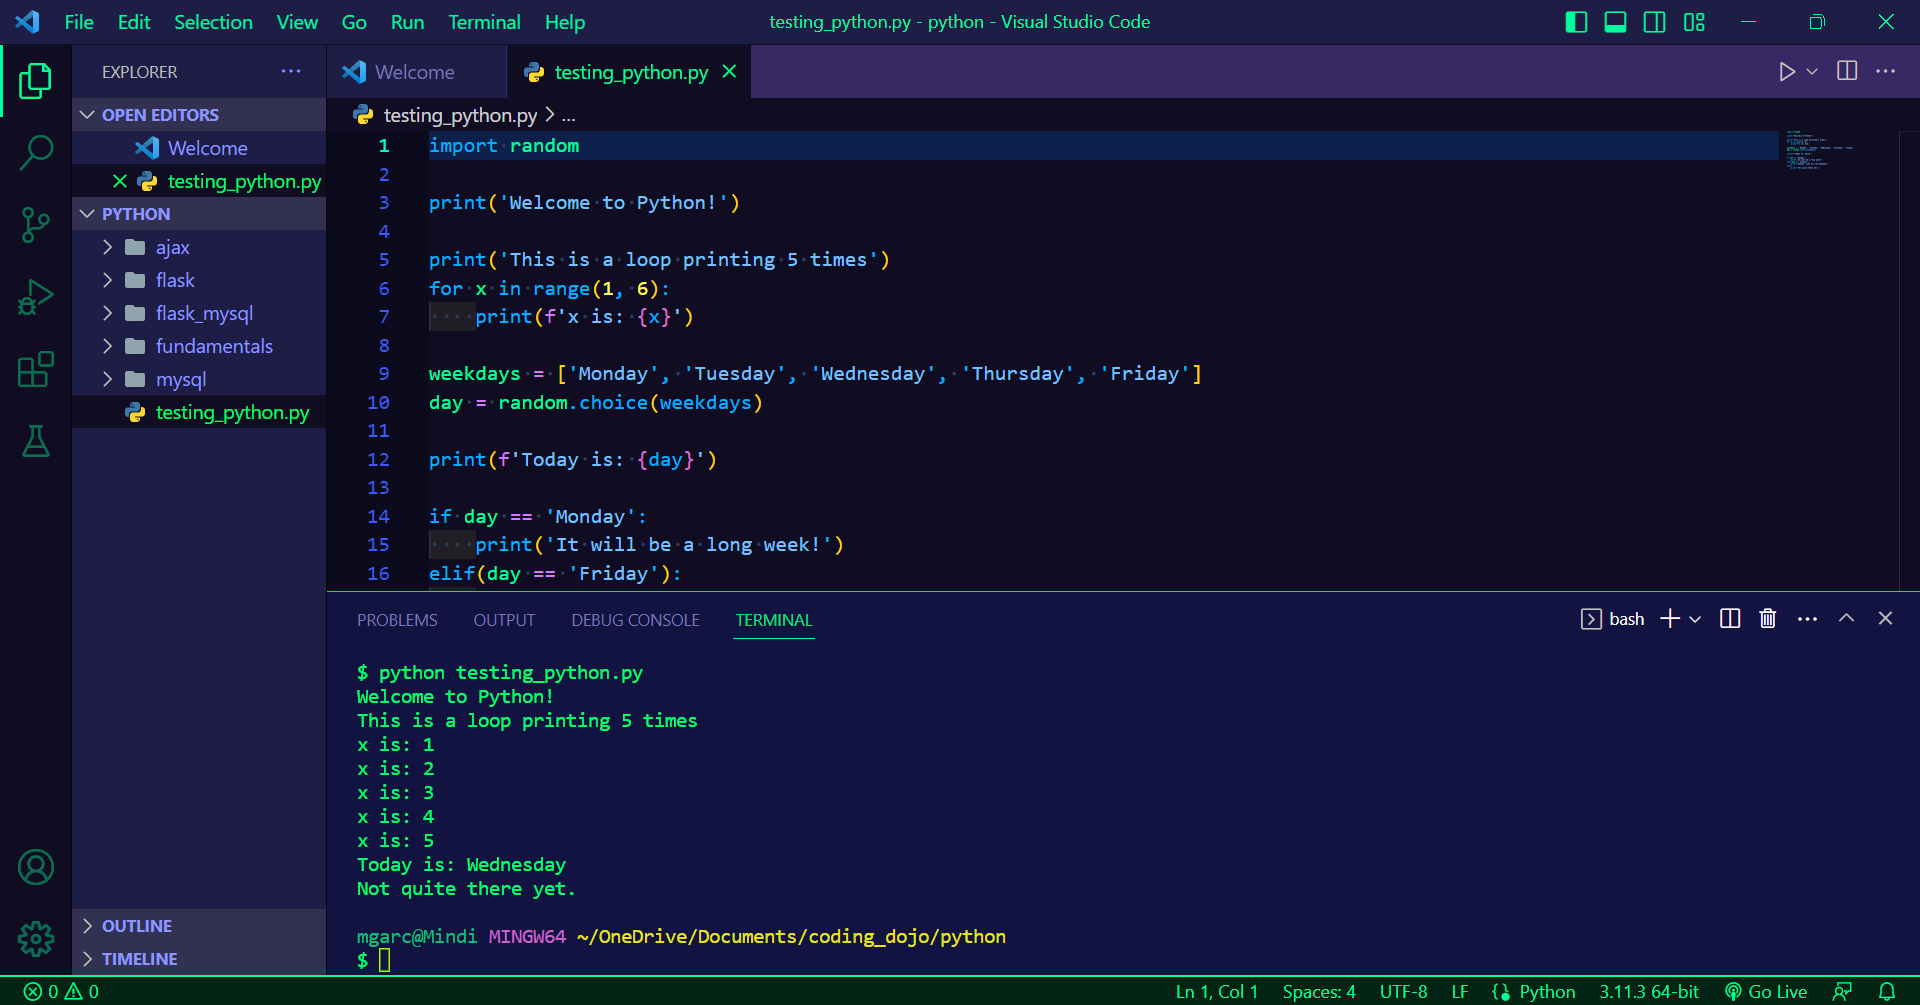 File Edit Selection View Go Run Terminal Help
testing_python.py - python - Visual Studio Code
EXPLORER
OPEN EDITORS
Welcome
testing_python.py
PYTHON
ajax
flask
flask_mysql
fundamentals
mysql
testing_python.py
OUTLINE
TIMELINE
Welcome
testing_python.py
testing_python.py > ...
1 import random
2
3 print('Welcome to Python!')
4
5 print('This is a loop printing 5 times')
6 for x in range(1, 6):
7     print(f'x is: {x}')
8
9 weekdays = ['Monday', 'Tuesday', 'Wednesday', 'Thursday', 'Friday']
10 day = random.choice(weekdays)
11
12 print(f'Today is: {day}')
13
14 if day == 'Monday':
15     print('It will be a long week!')
16 elif(day == 'Friday'):
PROBLEMS OUTPUT DEBUG CONSOLE TERMINAL
bash
$ python testing_python.py
Welcome to Python!
This is a loop printing 5 times
x is: 1
x is: 2
x is: 3
x is: 4
x is: 5
Today is: Wednesday
Not quite there yet.
mgarc@Mindi MINGW64 ~/OneDrive/Documents/coding_dojo/python
$
0 0
Ln 1, Col 1 Spaces: 4 UTF-8 LF Python 3.11.3 64-bit Go Live